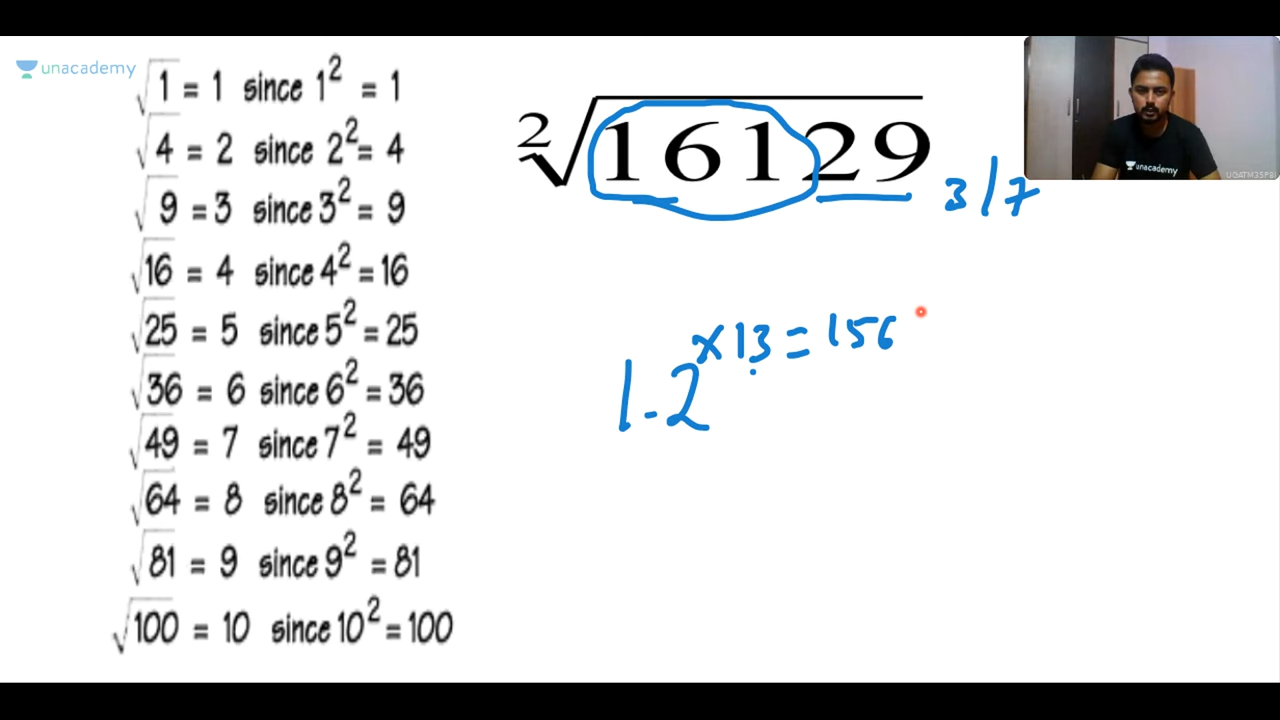 unacademy
√1 = 1 since 1² = 1
√4 = 2 since 2² = 4
√9 = 3 since 3² = 9
√16 = 4 since 4² = 16
√25 = 5 since 5² = 25
√36 = 6 since 6² = 36
√49 = 7 since 7² = 49
√64 = 8 since 8² = 64
√81 = 9 since 9² = 81
√100 = 10 since 10² = 100
²√16129
3/7
1-2 ×13 = 156
unacademy